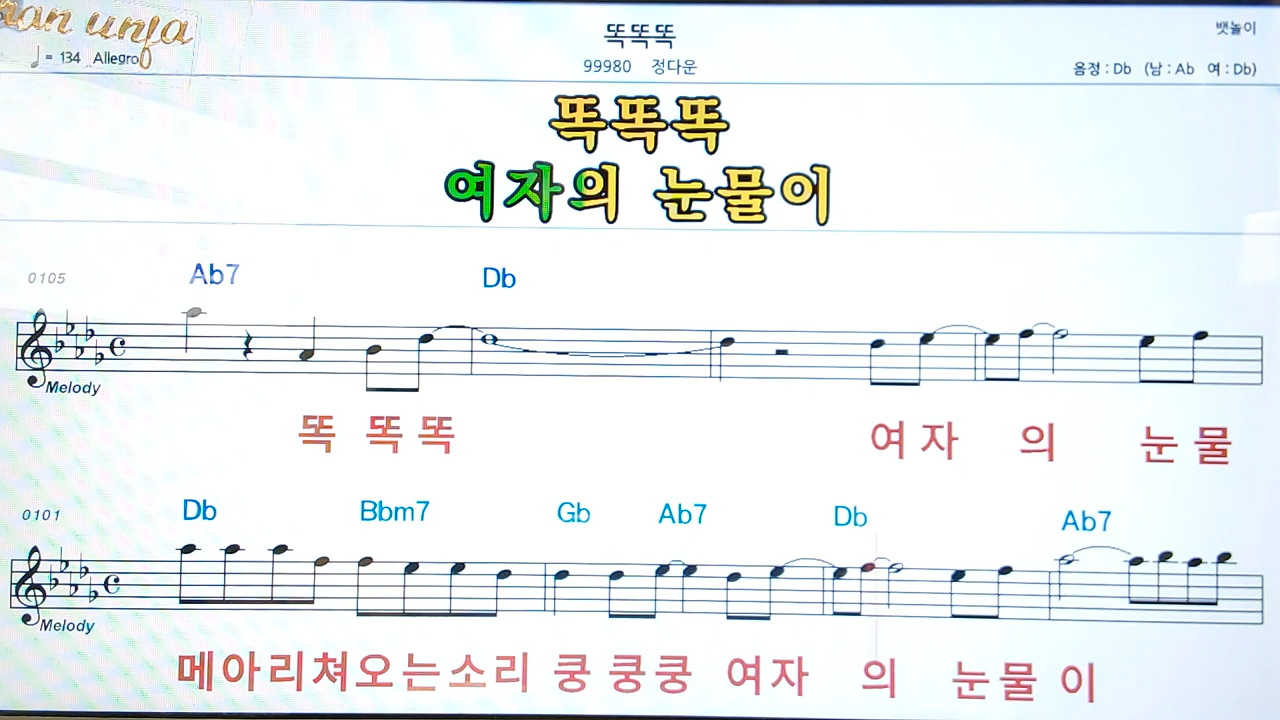 똑똑똑
뱃놀이
♩= 134 Allegro
99980 정다운
음정 : Db (남 : Ab 여 : Db)
똑똑똑
여자의 눈물이
0105 Ab7 Db
Melody
똑 똑 똑 여 자 의 눈 물
0101 Db Bbm7 Gb Ab7 Db Ab7
Melody
메아리쳐오는소리 쿵 쿵쿵 여자 의 눈물 이